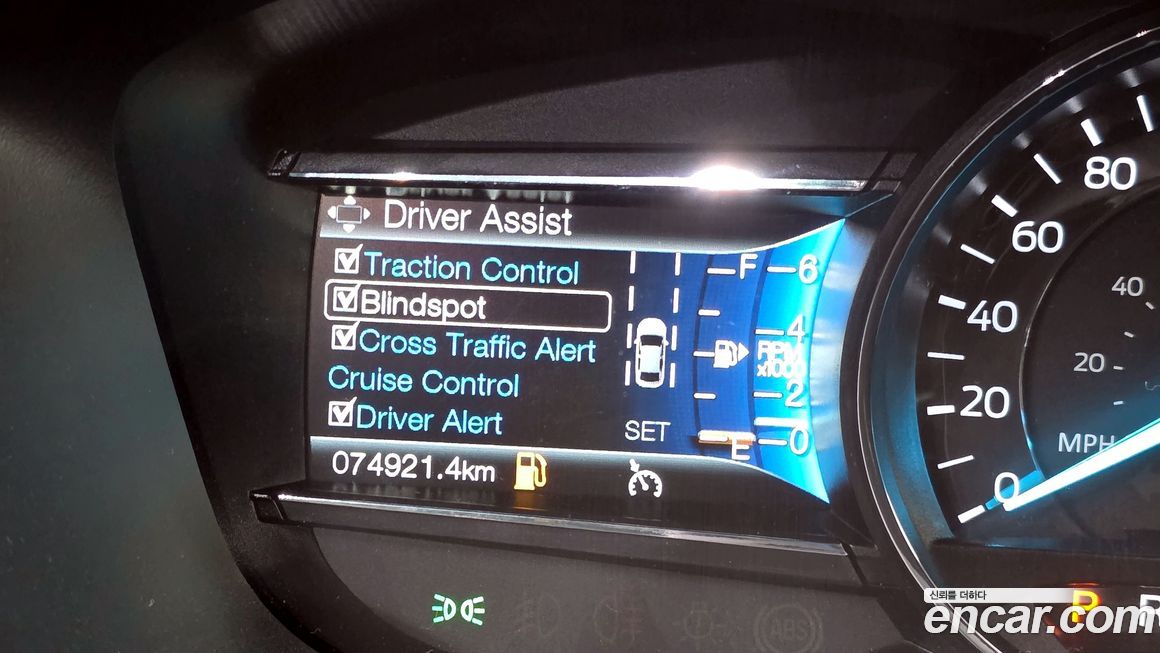 Driver Assist
Traction Control
Blindspot
Cross Traffic Alert
Cruise Control
Driver Alert
SET
074921.4km
F
E
6
4
RPM
x1000
2
0
80
60
40
20
0
40
20
MPH
ABS
P
R
신뢰를 더하다
encar.com